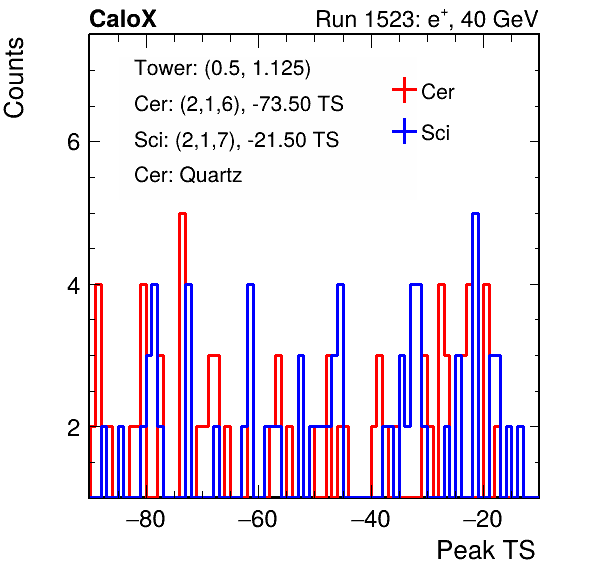 CaloX Run 1523: e⁺, 40 GeV
Counts
Tower: (0.5, 1.125)
Cer: (2,1,6), -73.50 TS
Sci: (2,1,7), -21.50 TS
Cer: Quartz
Cer
Sci
6
4
2
−80 −60 −40 −20
Peak TS